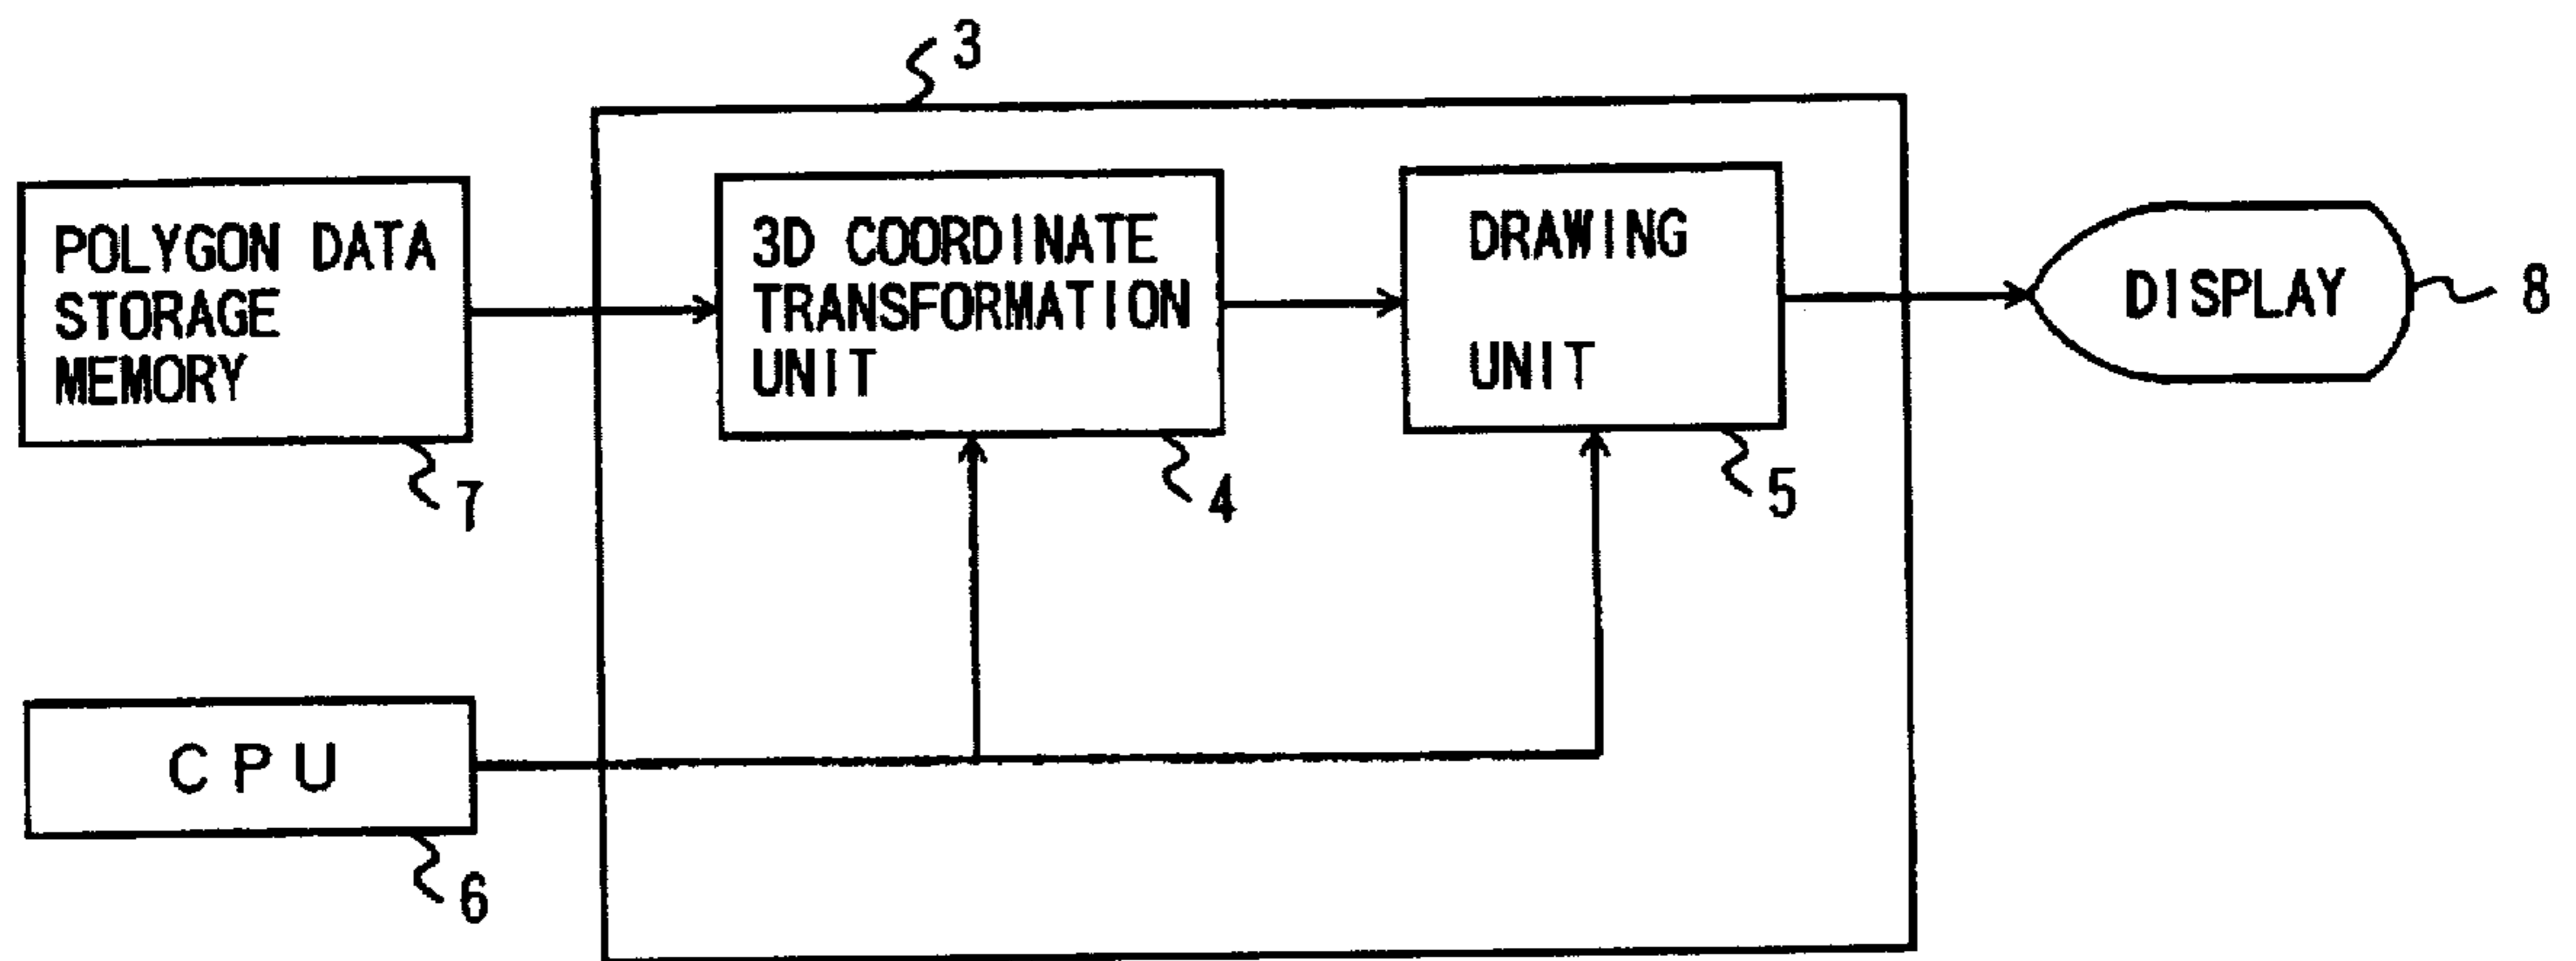 3
POLYGON DATA
STORAGE
MEMORY
7
3D COORDINATE
TRANSFORMATION
UNIT
4
DRAWING
UNIT
5
DISPLAY
8
CPU
6